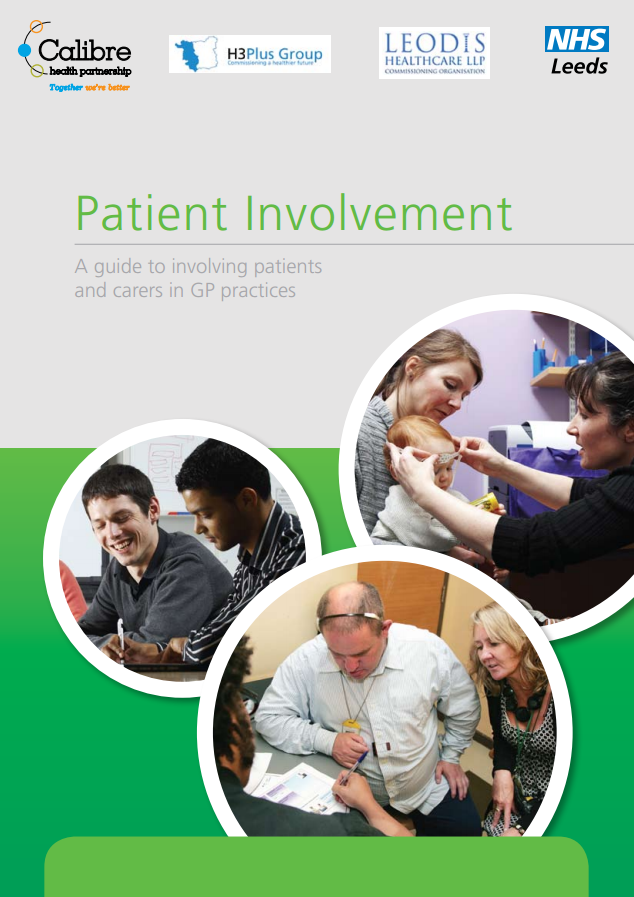 Calibre
health partnership
Together we're better
H3Plus Group
Commissioning a healthier future
LEODIS
HEALTHCARE LLP
COMMISSIONING ORGANISATION
NHS
Leeds
Patient Involvement
A guide to involving patients
and carers in GP practices